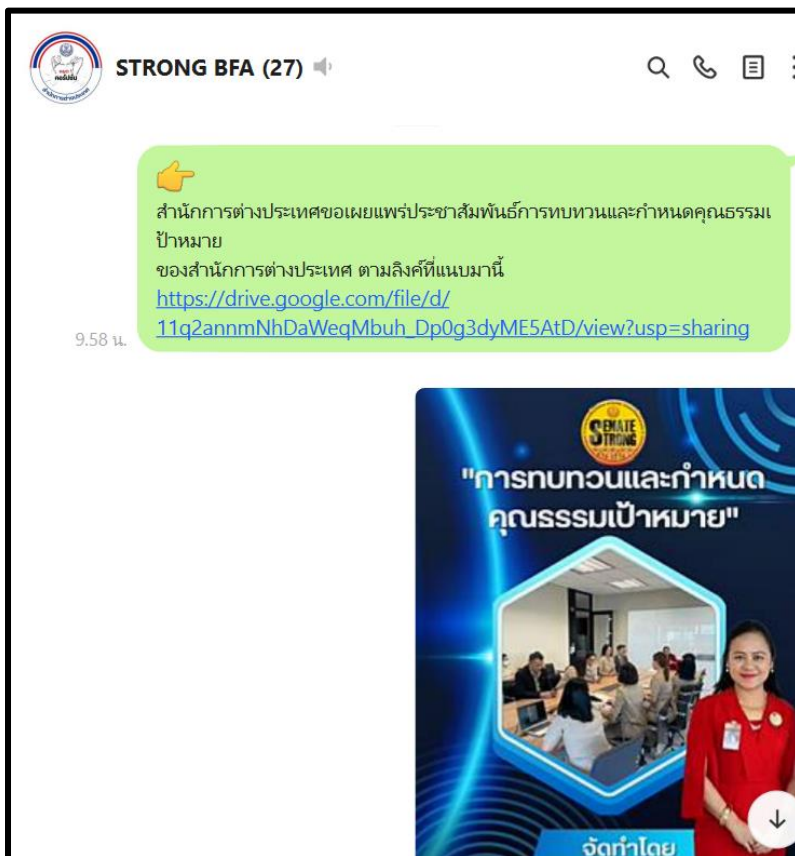 STRONG BFA (27)
👉
สำนักการต่างประเทศขอเผยแพร่ประชาสัมพันธ์การทบทวนและกำหนดคุณธรรมเ
ป้าหมาย
ของสำนักการต่างประเทศ ตามลิงค์ที่แนบมานี้
https://drive.google.com/file/d/
11q2annmNhDaWeqMbuh_Dp0g3dyME5AtD/view?usp=sharing
9.58 น.
SENATE
STRONG
"การทบทวนและกำหนด
คุณธรรมเป้าหมาย"
จัดทำโดย